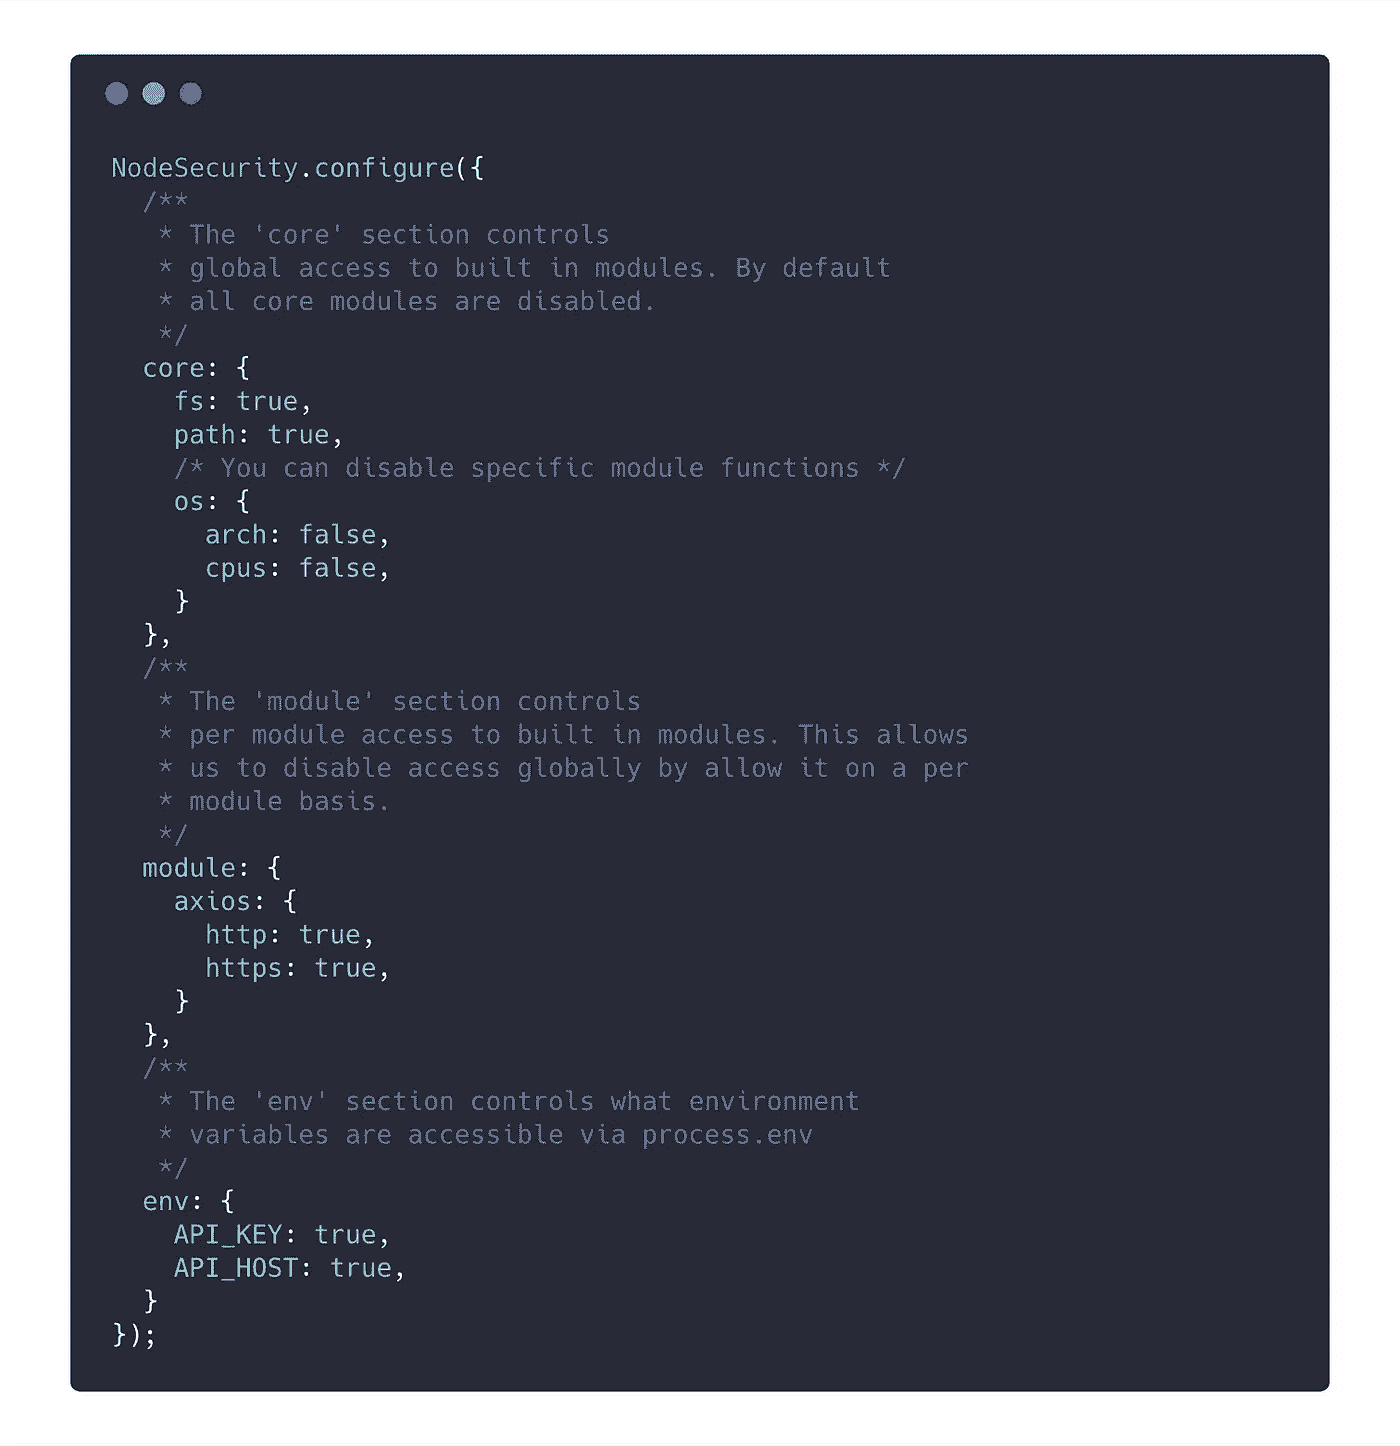 NodeSecurity.configure({
  /**
   * The 'core' section controls
   * global access to built in modules. By default
   * all core modules are disabled.
   */
  core: {
    fs: true,
    path: true,
    /* You can disable specific module functions */
    os: {
      arch: false,
      cpus: false,
    }
  },
  /**
   * The 'module' section controls
   * per module access to built in modules. This allows
   * us to disable access globally by allow it on a per
   * module basis.
   */
  module: {
    axios: {
      http: true,
      https: true,
    }
  },
  /**
   * The 'env' section controls what environment
   * variables are accessible via process.env
   */
  env: {
    API_KEY: true,
    API_HOST: true,
  }
});